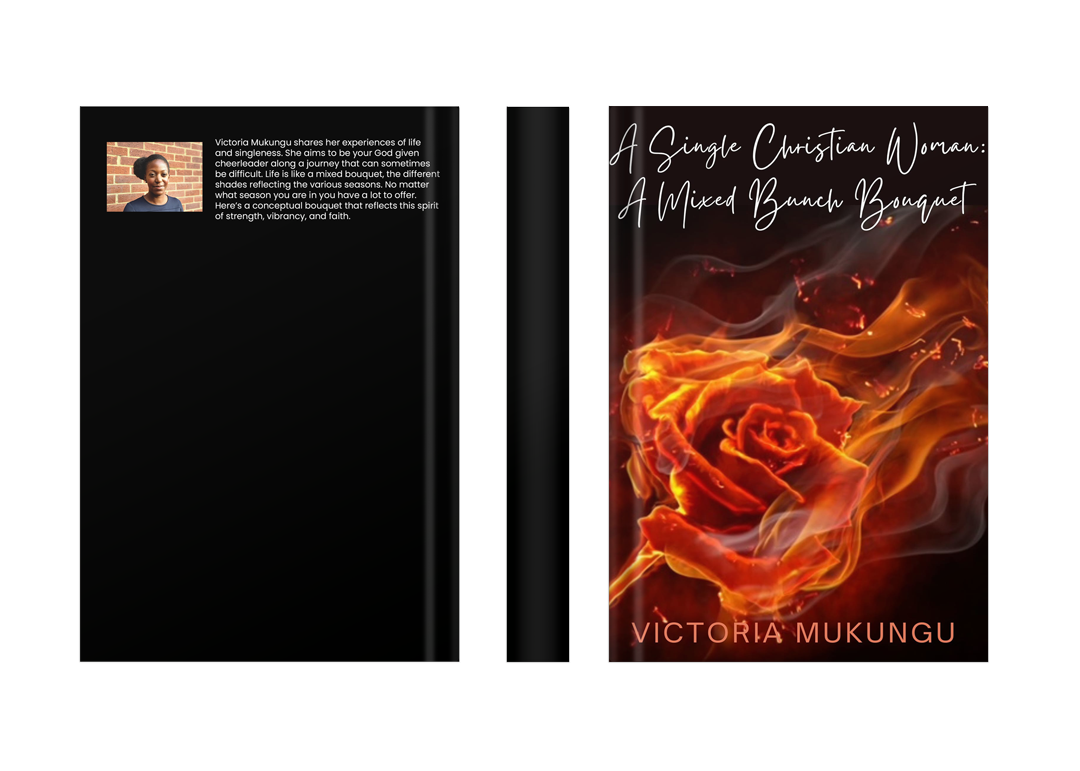 Victoria Mukungu shares her experiences of life
and singleness. She aims to be your God given
cheerleader along a journey that can sometimes
be difficult. Life is like a mixed bouquet, the different
shades reflecting the various seasons. No matter
what season you are in you have a lot to offer.
Here's a conceptual bouquet that reflects this spirit
of strength, vibrancy, and faith.
A Single Christian Woman:
A Mixed Bunch Bouquet
VICTORIA MUKUNGU